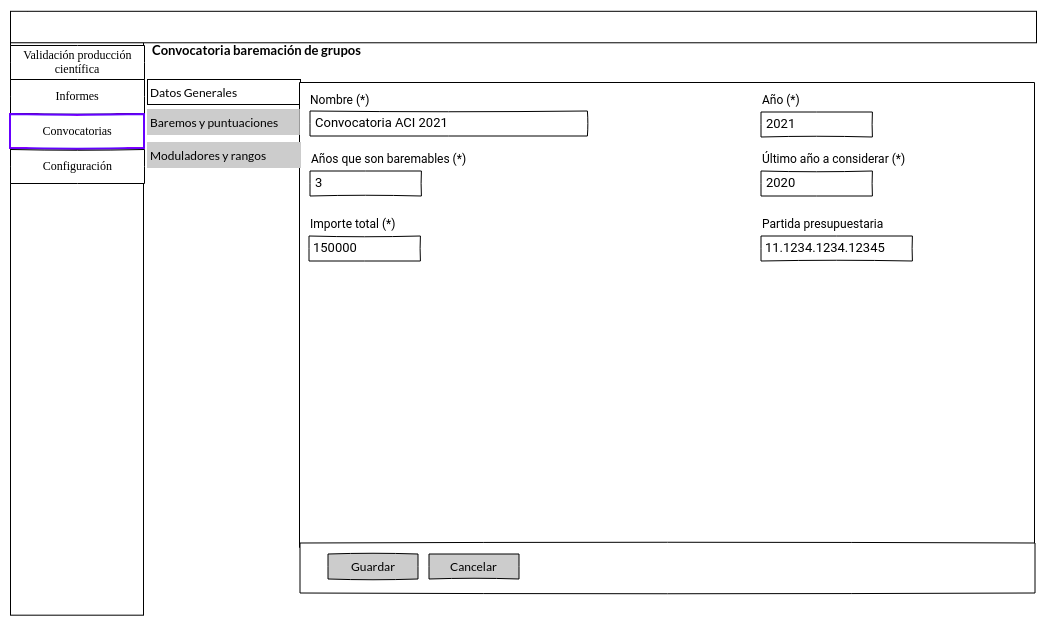 Validación producción
científica
Informes
Convocatorias
Configuración
Convocatoria baremación de grupos
Datos Generales
Baremos y puntuaciones
Moduladores y rangos
Nombre (*)
Convocatoria ACI 2021
Año (*)
2021
Años que son baremables (*)
3
Último año a considerar (*)
2020
Importe total (*)
150000
Partida presupuestaria
11.1234.1234.12345
Guardar
Cancelar